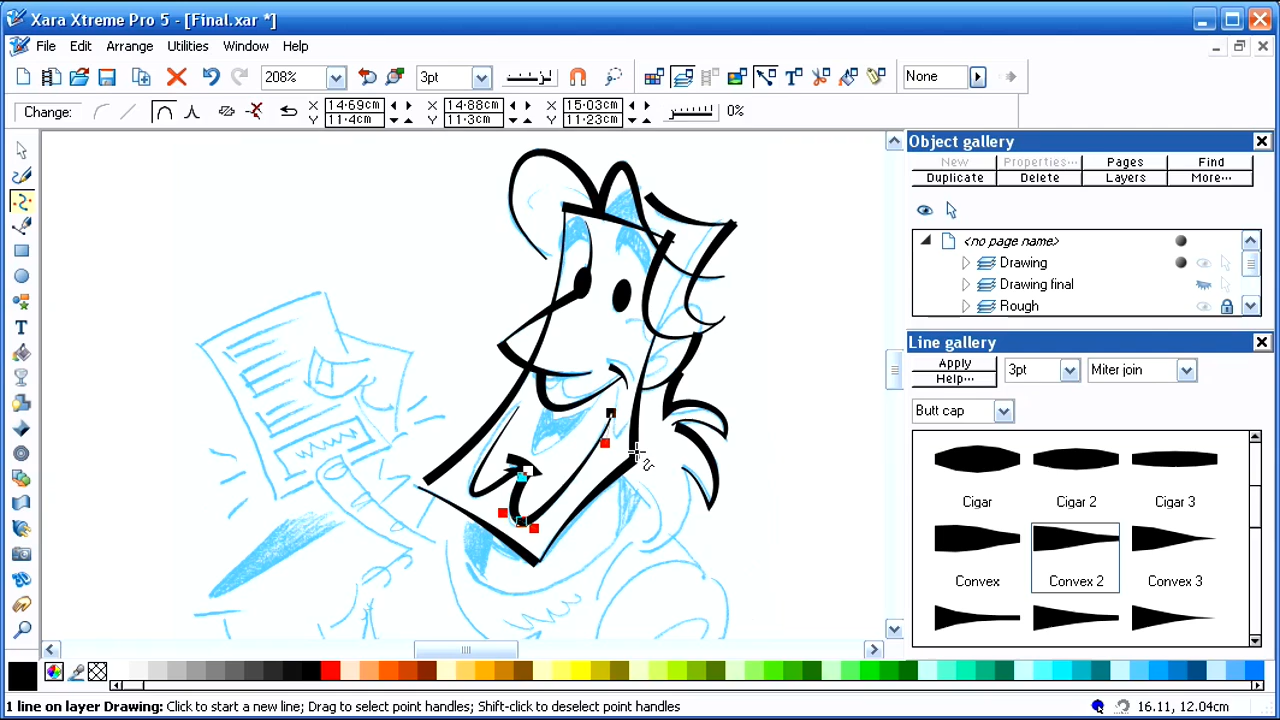 Xara Xtreme Pro 5 - [Final.xar *]
File Edit Arrange Utilities Window Help
208% 3pt None
Change: X 14.69cm Y 11.4cm X 14.88cm Y 11.3cm X 15.03cm Y 11.23cm 0%
Object gallery
New Properties... Pages Find
Duplicate Delete Layers More...
<no page name>
Drawing
Drawing final
Rough
Line gallery
Apply 3pt Miter join
Help...
Butt cap
Cigar Cigar 2 Cigar 3
Convex Convex 2 Convex 3
1 line on layer Drawing: Click to start a new line; Drag to select point handles; Shift-click to deselect point handles 16.11, 12.04cm